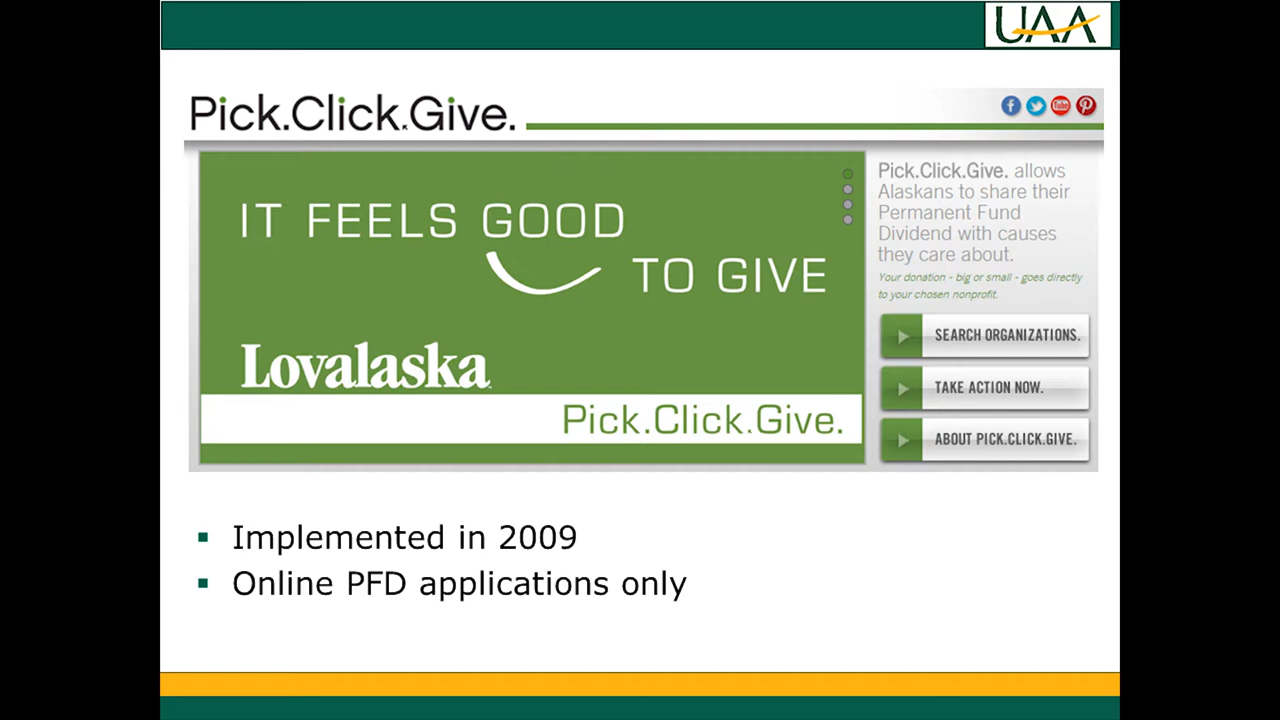 UAA
Pick.Click.Give.
IT FEELS GOOD
TO GIVE
Lovalaska
Pick.Click.Give.
Pick.Click.Give. allows
Alaskans to share their
Permanent Fund
Dividend with causes
they care about.
Your donation - big or small - goes directly
to your chosen nonprofit.
SEARCH ORGANIZATIONS.
TAKE ACTION NOW.
ABOUT PICK.CLICK.GIVE.
Implemented in 2009
Online PFD applications only